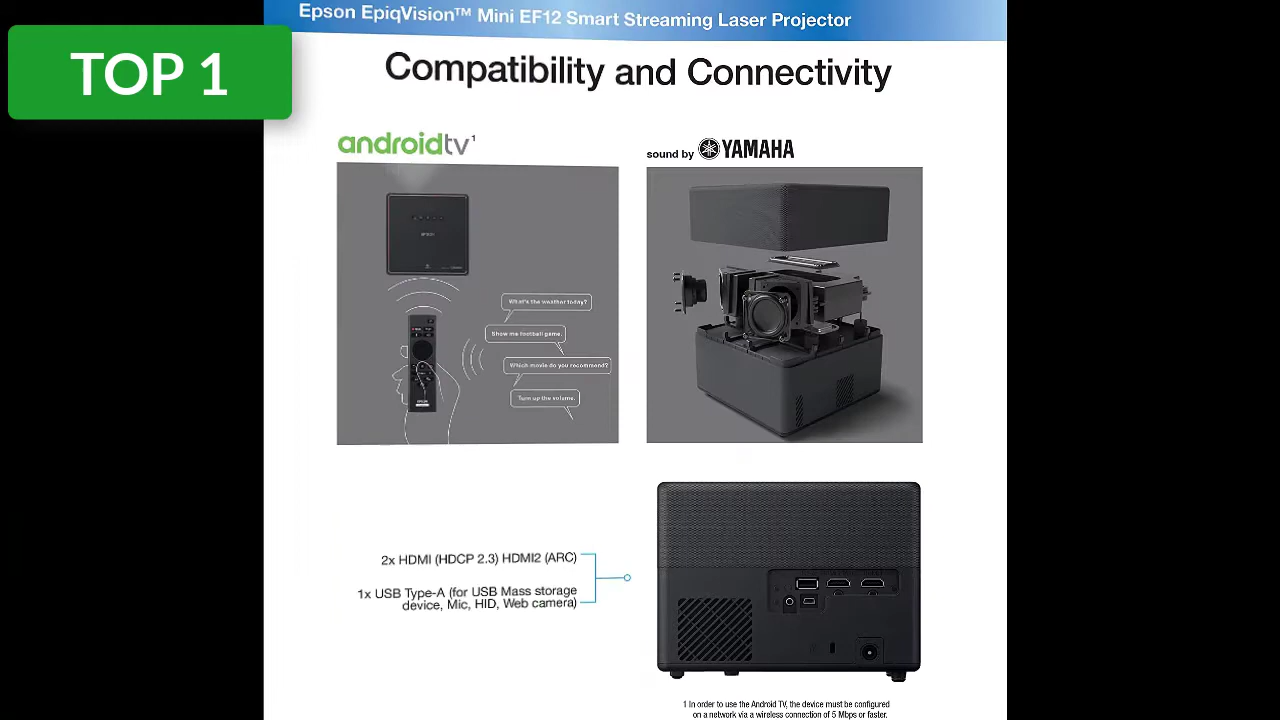 Epson EpiqVision™ Mini EF12 Smart Streaming Laser Projector
TOP 1
Compatibility and Connectivity
androidtv¹
sound by YAMAHA
EPSON
What's the weather today?
Show me football game.
Which movie do you recommend?
Turn up the volume.
2x HDMI (HDCP 2.3) HDMI2 (ARC)
1x USB Type-A (for USB Mass storage
device, Mic, HID, Web camera)
1 In order to use the Android TV, the device must be configured
on a network via a wireless connection of 5 Mbps or faster.